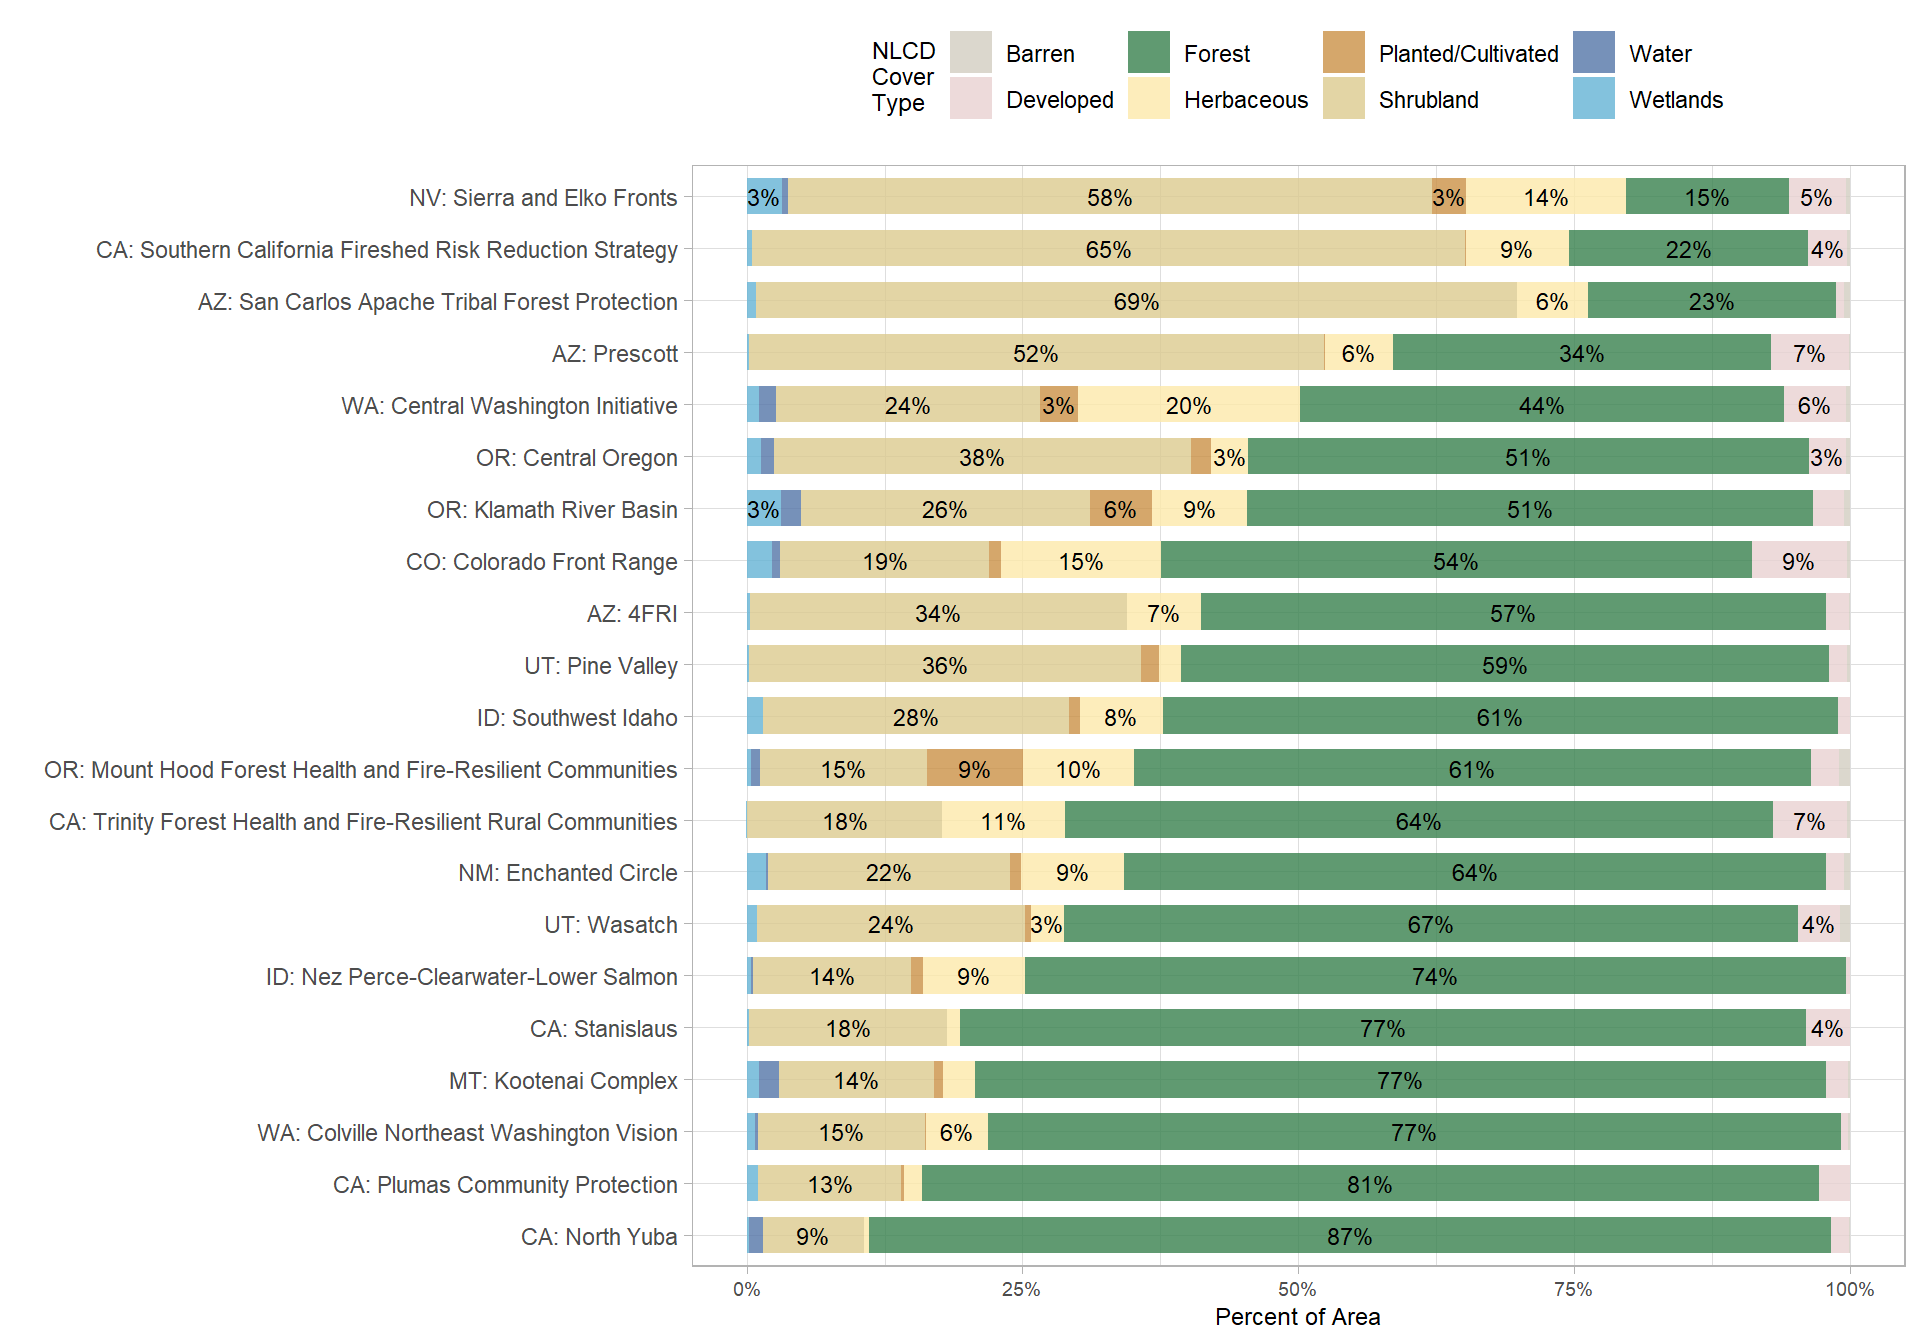 NLCD
Cover
Type
Barren
Forest
Planted/Cultivated
Water
Developed
Herbaceous
Shrubland
Wetlands
NV: Sierra and Elko Fronts 3% 58% 3% 14% 15% 5%
CA: Southern California Fireshed Risk Reduction Strategy 65% 9% 22% 4%
AZ: San Carlos Apache Tribal Forest Protection 69% 6% 23%
AZ: Prescott 52% 6% 34% 7%
WA: Central Washington Initiative 24% 3% 20% 44% 6%
OR: Central Oregon 38% 3% 51% 3%
OR: Klamath River Basin 3% 26% 6% 9% 51%
CO: Colorado Front Range 19% 15% 54% 9%
AZ: 4FRI 34% 7% 57%
UT: Pine Valley 36% 59%
ID: Southwest Idaho 28% 8% 61%
OR: Mount Hood Forest Health and Fire-Resilient Communities 15% 9% 10% 61%
CA: Trinity Forest Health and Fire-Resilient Rural Communities 18% 11% 64% 7%
NM: Enchanted Circle 22% 9% 64%
UT: Wasatch 24% 3% 67% 4%
ID: Nez Perce-Clearwater-Lower Salmon 14% 9% 74%
CA: Stanislaus 18% 77% 4%
MT: Kootenai Complex 14% 77%
WA: Colville Northeast Washington Vision 15% 6% 77%
CA: Plumas Community Protection 13% 81%
CA: North Yuba 9% 87%
0% 25% 50% 75% 100%
Percent of Area